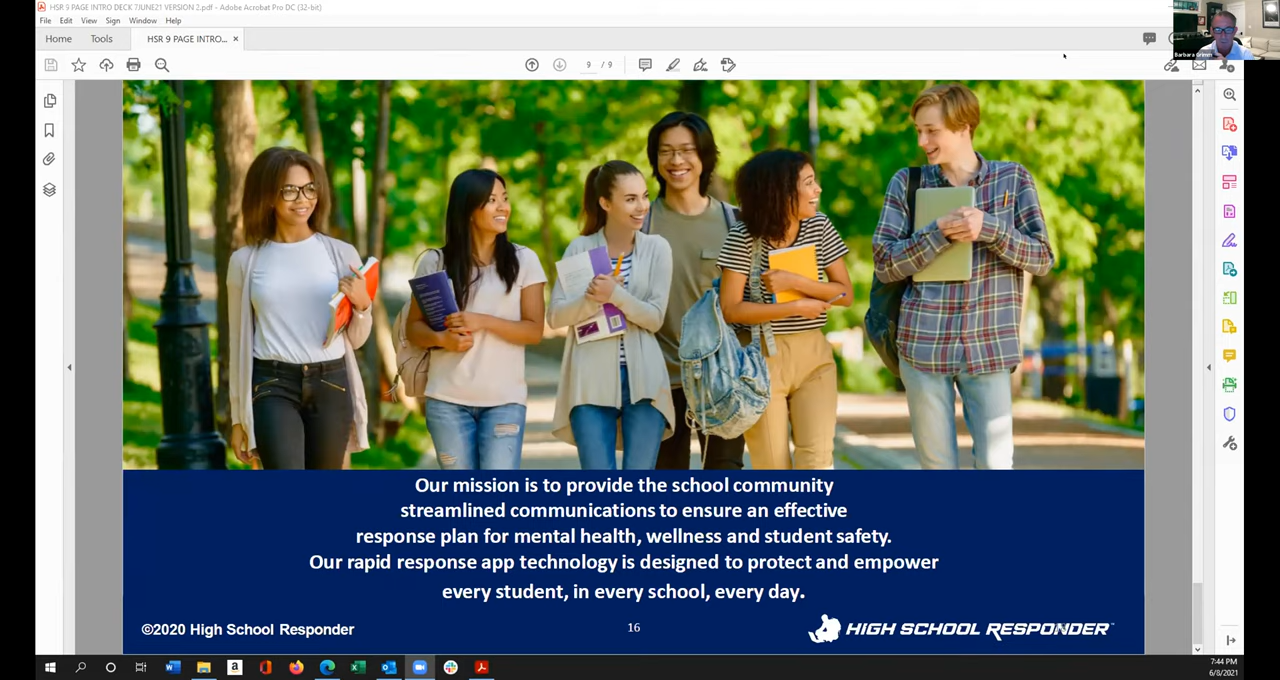 HSR 9 PAGE INTRO DECK 7JUNE21 VERSION 2.pdf - Adobe Acrobat Pro DC (32-bit)
File Edit View Sign Window Help
Home Tools HSR 9 PAGE INTRO... ×
9 / 9
Barbara Grimm
Our mission is to provide the school community
streamlined communications to ensure an effective
response plan for mental health, wellness and student safety.
Our rapid response app technology is designed to protect and empower
every student, in every school, every day.
©2020 High School Responder
16
HIGH SCHOOL RESPONDER™
7:44 PM
6/8/2021